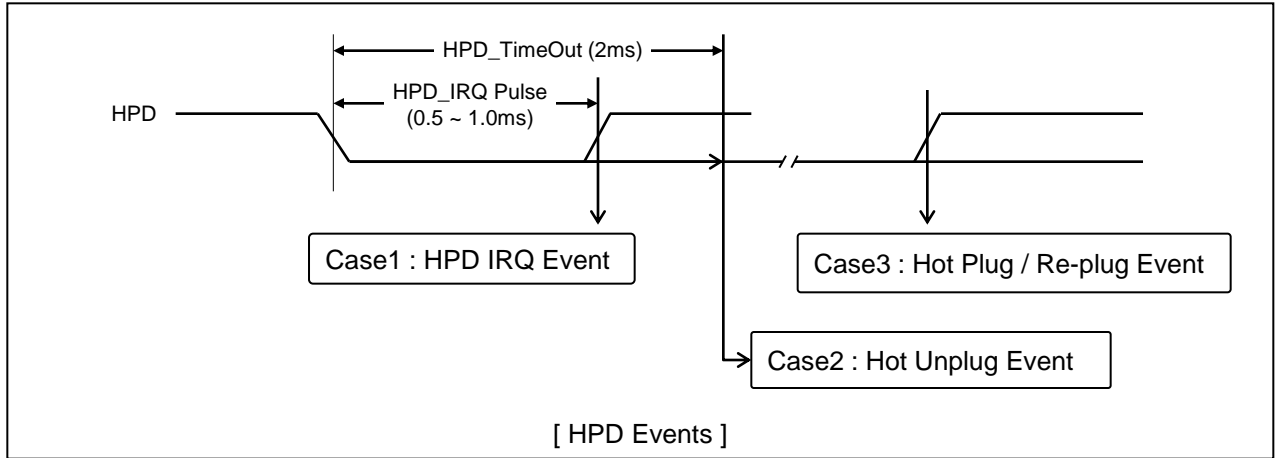 HPD_TimeOut (2ms)
HPD_IRQ Pulse
(0.5 ~ 1.0ms)
HPD
Case1 : HPD IRQ Event
Case3 : Hot Plug / Re-plug Event
Case2 : Hot Unplug Event
[ HPD Events ]